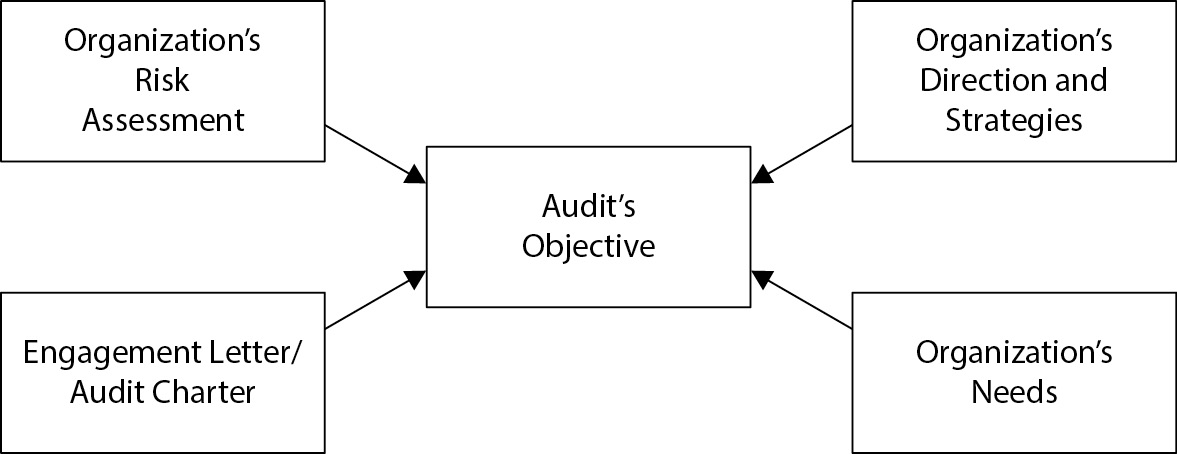 Organization’s
Risk
Assessment
Organization’s
Direction and
Strategies
Audit’s
Objective
Engagement Letter/
Audit Charter
Organization’s
Needs